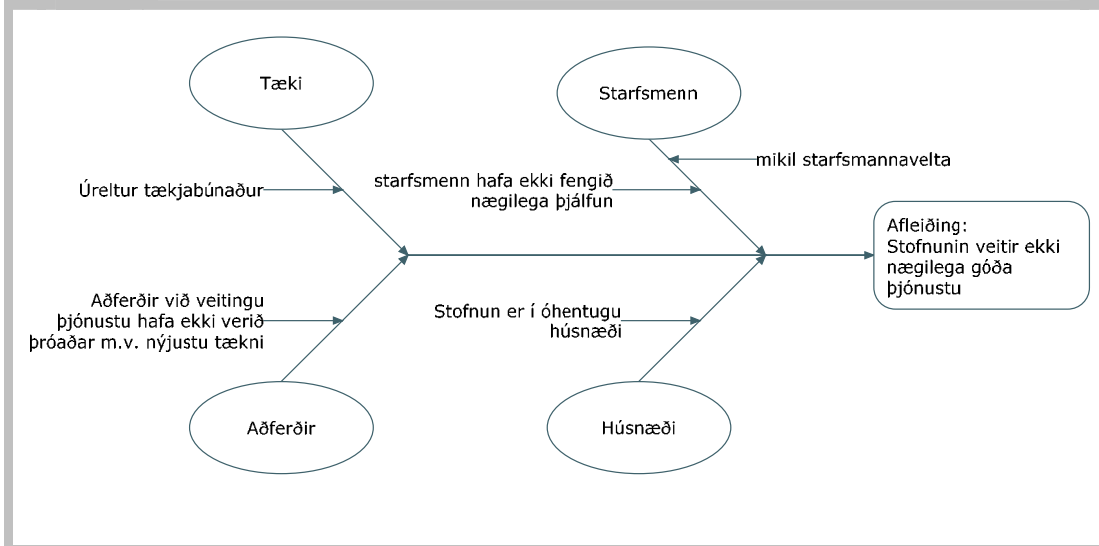 Tæki
Starfsmenn
mikil starfsmannavelta
Úreltur tækjabúnaður
starfsmenn hafa ekki fengið
nægilega þjálfun
Afleiðing:
Stofnunin veitir ekki
nægilega góða
þjónustu
Aðferðir við veitingu
þjónustu hafa ekki verið
þróaðar m.v. nýjustu tækni
Stofnun er í óhentugu
húsnæði
Aðferðir
Húsnæði